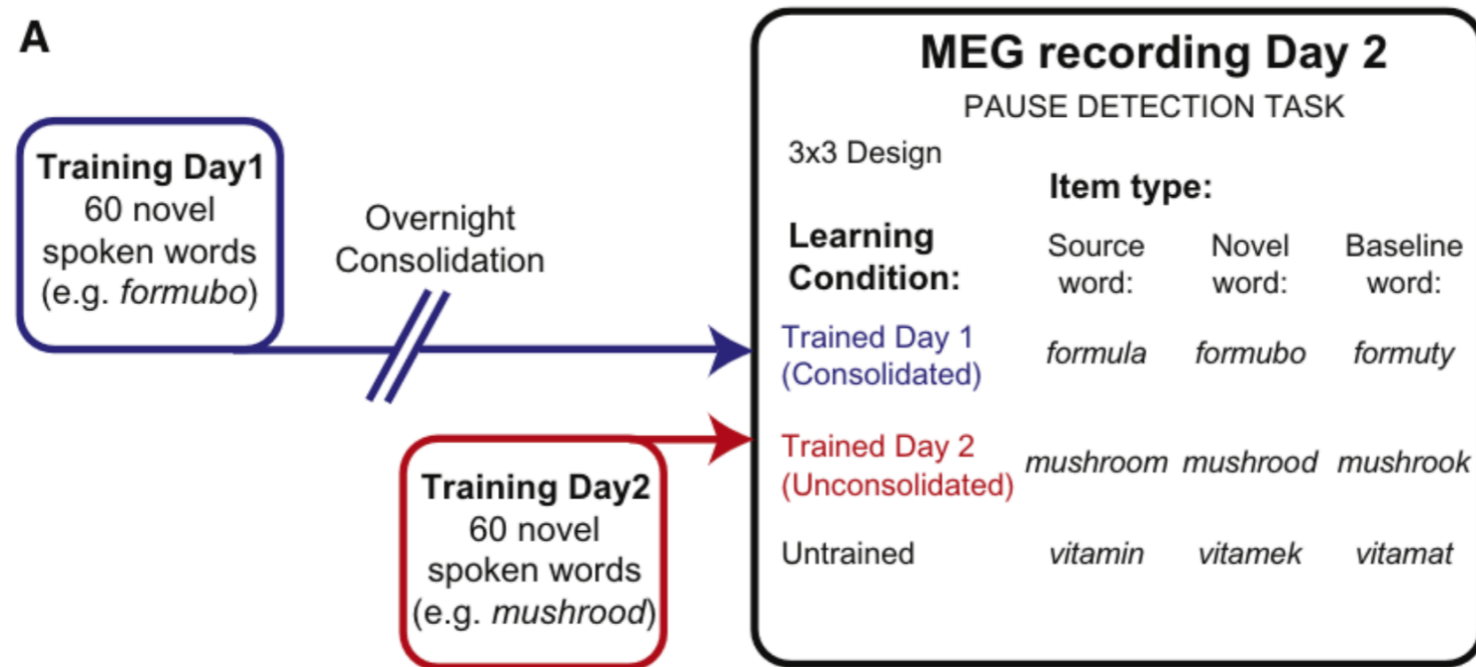 A
Training Day1
60 novel
spoken words
(e.g. formubo)
Overnight
Consolidation
Training Day2
60 novel
spoken words
(e.g. mushrood)
MEG recording Day 2
PAUSE DETECTION TASK
3x3 Design
Item type:
Learning
Condition:
Source
word:
Novel
word:
Baseline
word:
Trained Day 1
(Consolidated)
formula formubo formuty
Trained Day 2
(Unconsolidated)
mushroom mushrood mushrook
Untrained vitamin vitamek vitamat